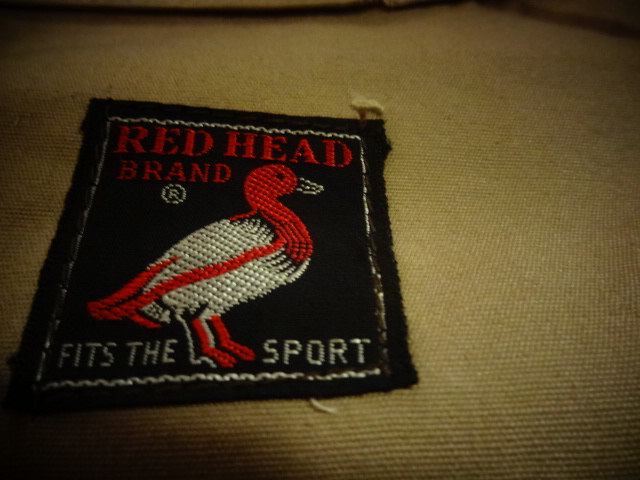 RED HEAD
BRAND
®
FITS THE SPORT